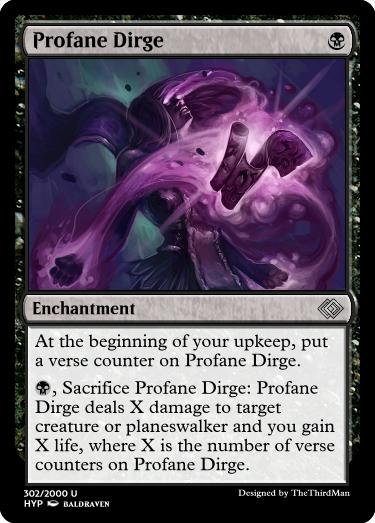 Profane Dirge
Enchantment
At the beginning of your upkeep, put
a verse counter on Profane Dirge.
, Sacrifice Profane Dirge: Profane
Dirge deals X damage to target
creature or planeswalker and you gain
X life, where X is the number of verse
counters on Profane Dirge.
302/2000 U
HYP BALDRAVEN
Designed by TheThirdMan